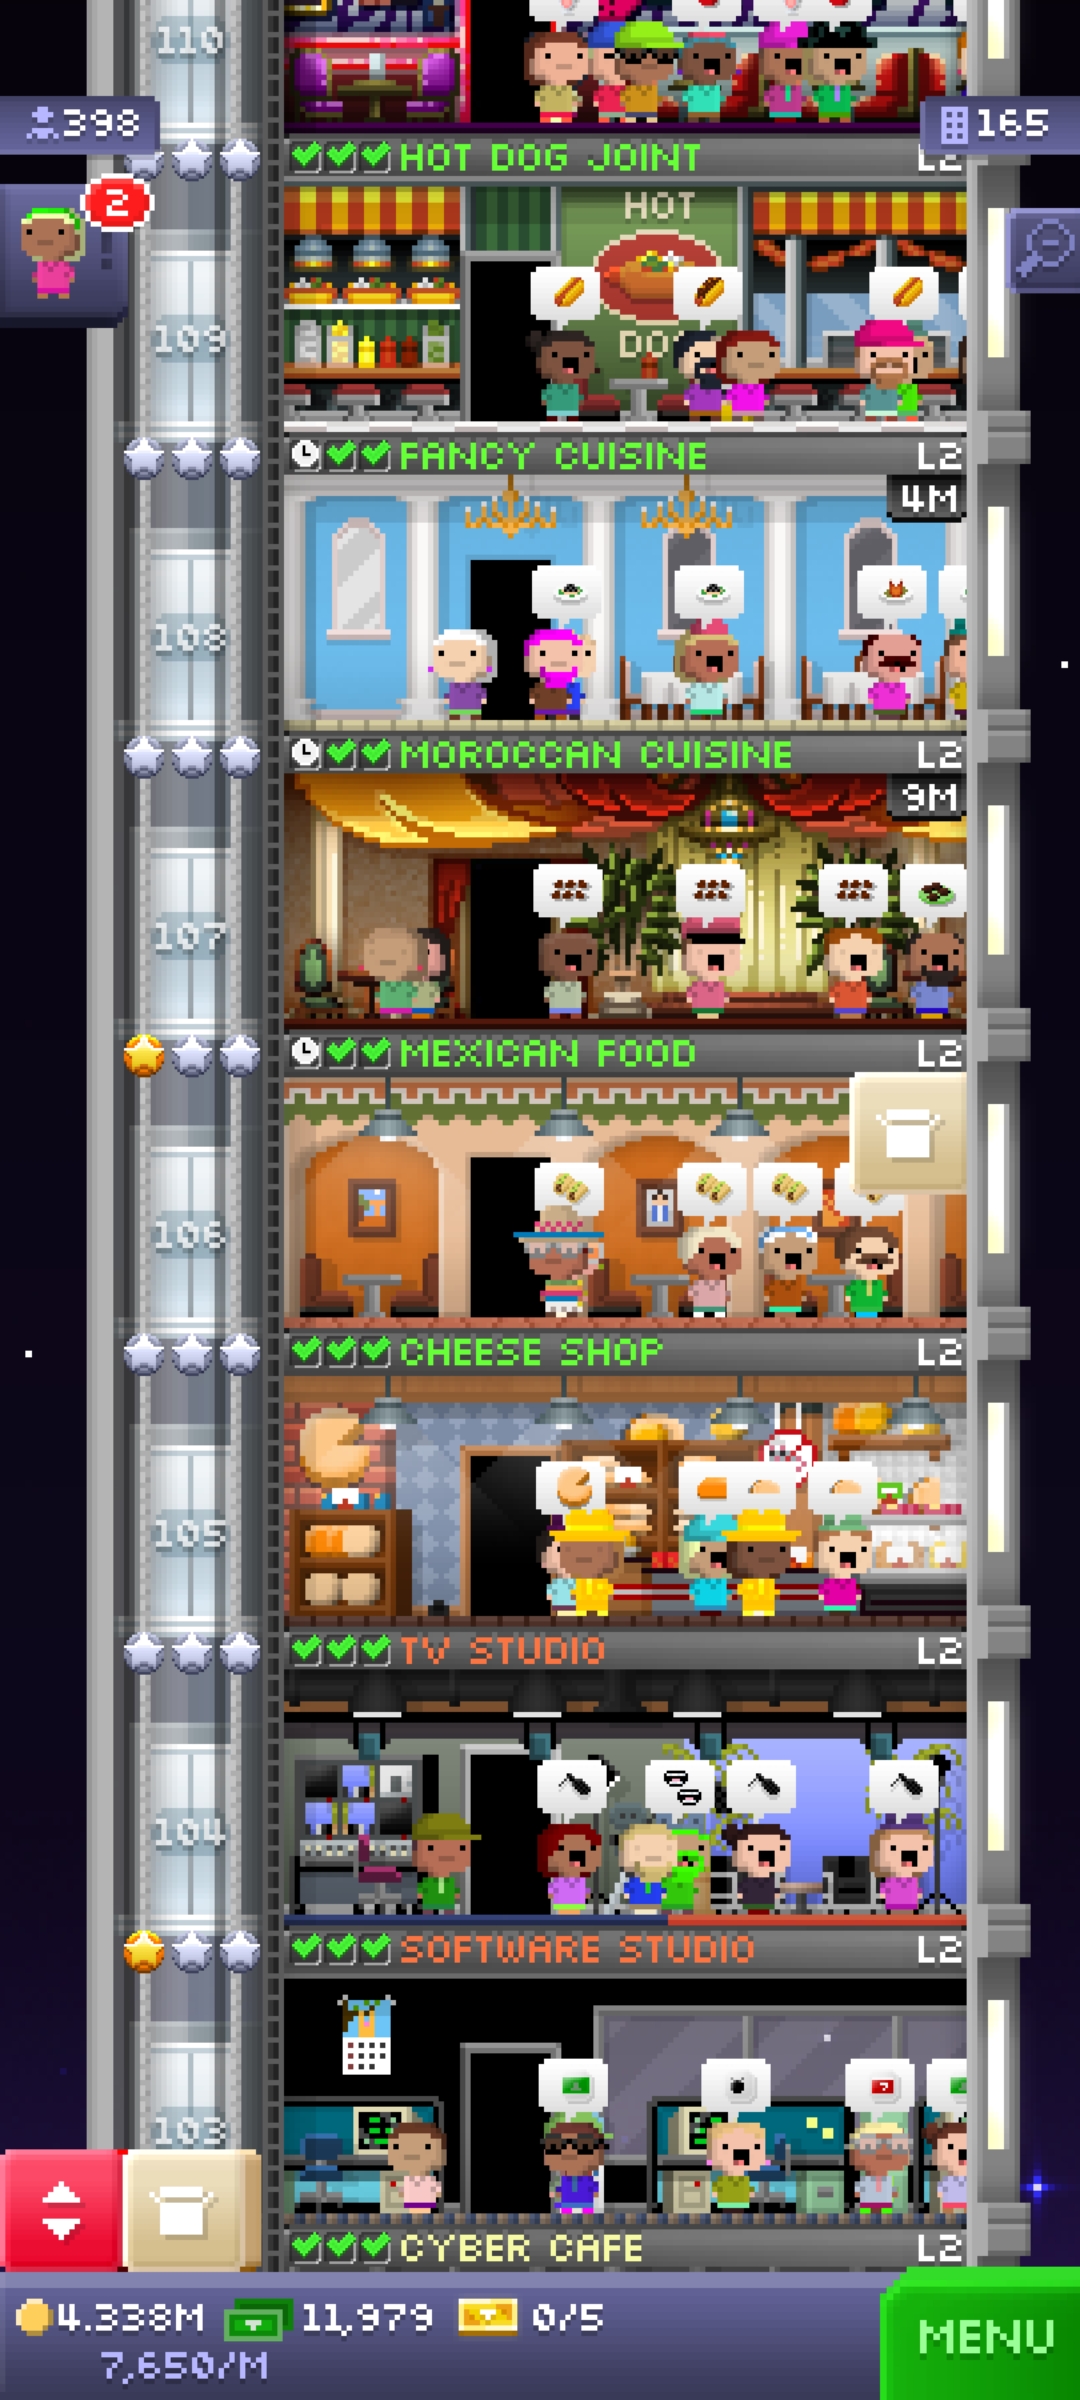 110
398
165
HOT DOG JOINT
L2
2
HOT
109
FANCY CUISINE L2
4M
108
MOROCCAN CUISINE L2
9M
107
MEXICAN FOOD L2
106
CHEESE SHOP L2
105
TV STUDIO L2
104
SOFTWARE STUDIO L2
103
CYBER CAFE L2
4.338M 11,979 0/5
7,650/M
MENU